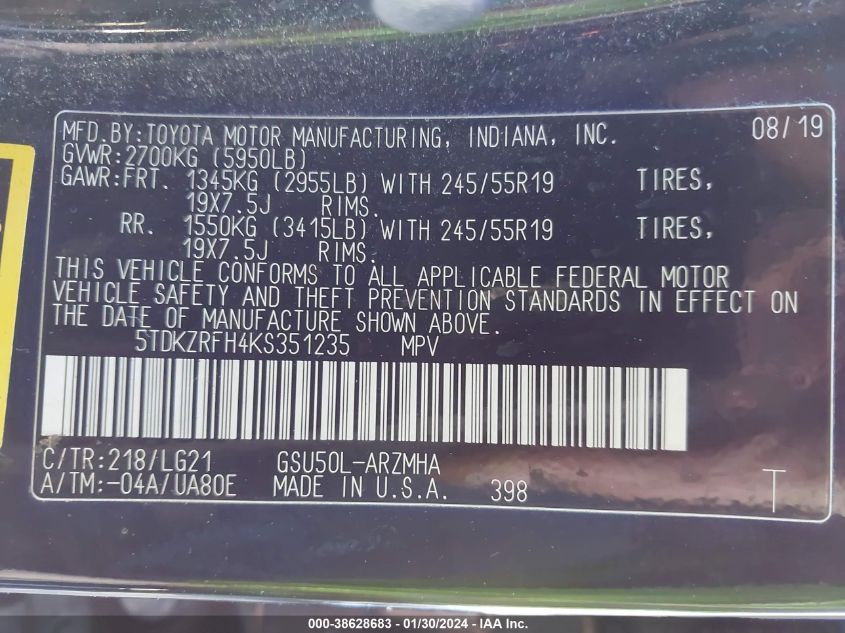 MFD.BY:TOYOTA MOTOR MANUFACTURING, INDIANA, INC. 08/19
GVWR:2700KG (5950LB)
GAWR:FRT. 1345KG (2955LB) WITH 245/55R19 TIRES,
19X7.5J RIMS.
RR. 1550KG (3415LB) WITH 245/55R19 TIRES,
19X7.5J RIMS.
THIS VEHICLE CONFORMS TO ALL APPLICABLE FEDERAL MOTOR
VEHICLE SAFETY AND THEFT PREVENTION STANDARDS IN EFFECT ON
THE DATE OF MANUFACTURE SHOWN ABOVE.
5TDKZRFH4KS351235 MPV
C/TR:218/LG21 GSU50L-ARZMHA
A/TM:-04A/UA80E MADE IN U.S.A. 398 T
000-38628683 - 01/30/2024 - IAA Inc.